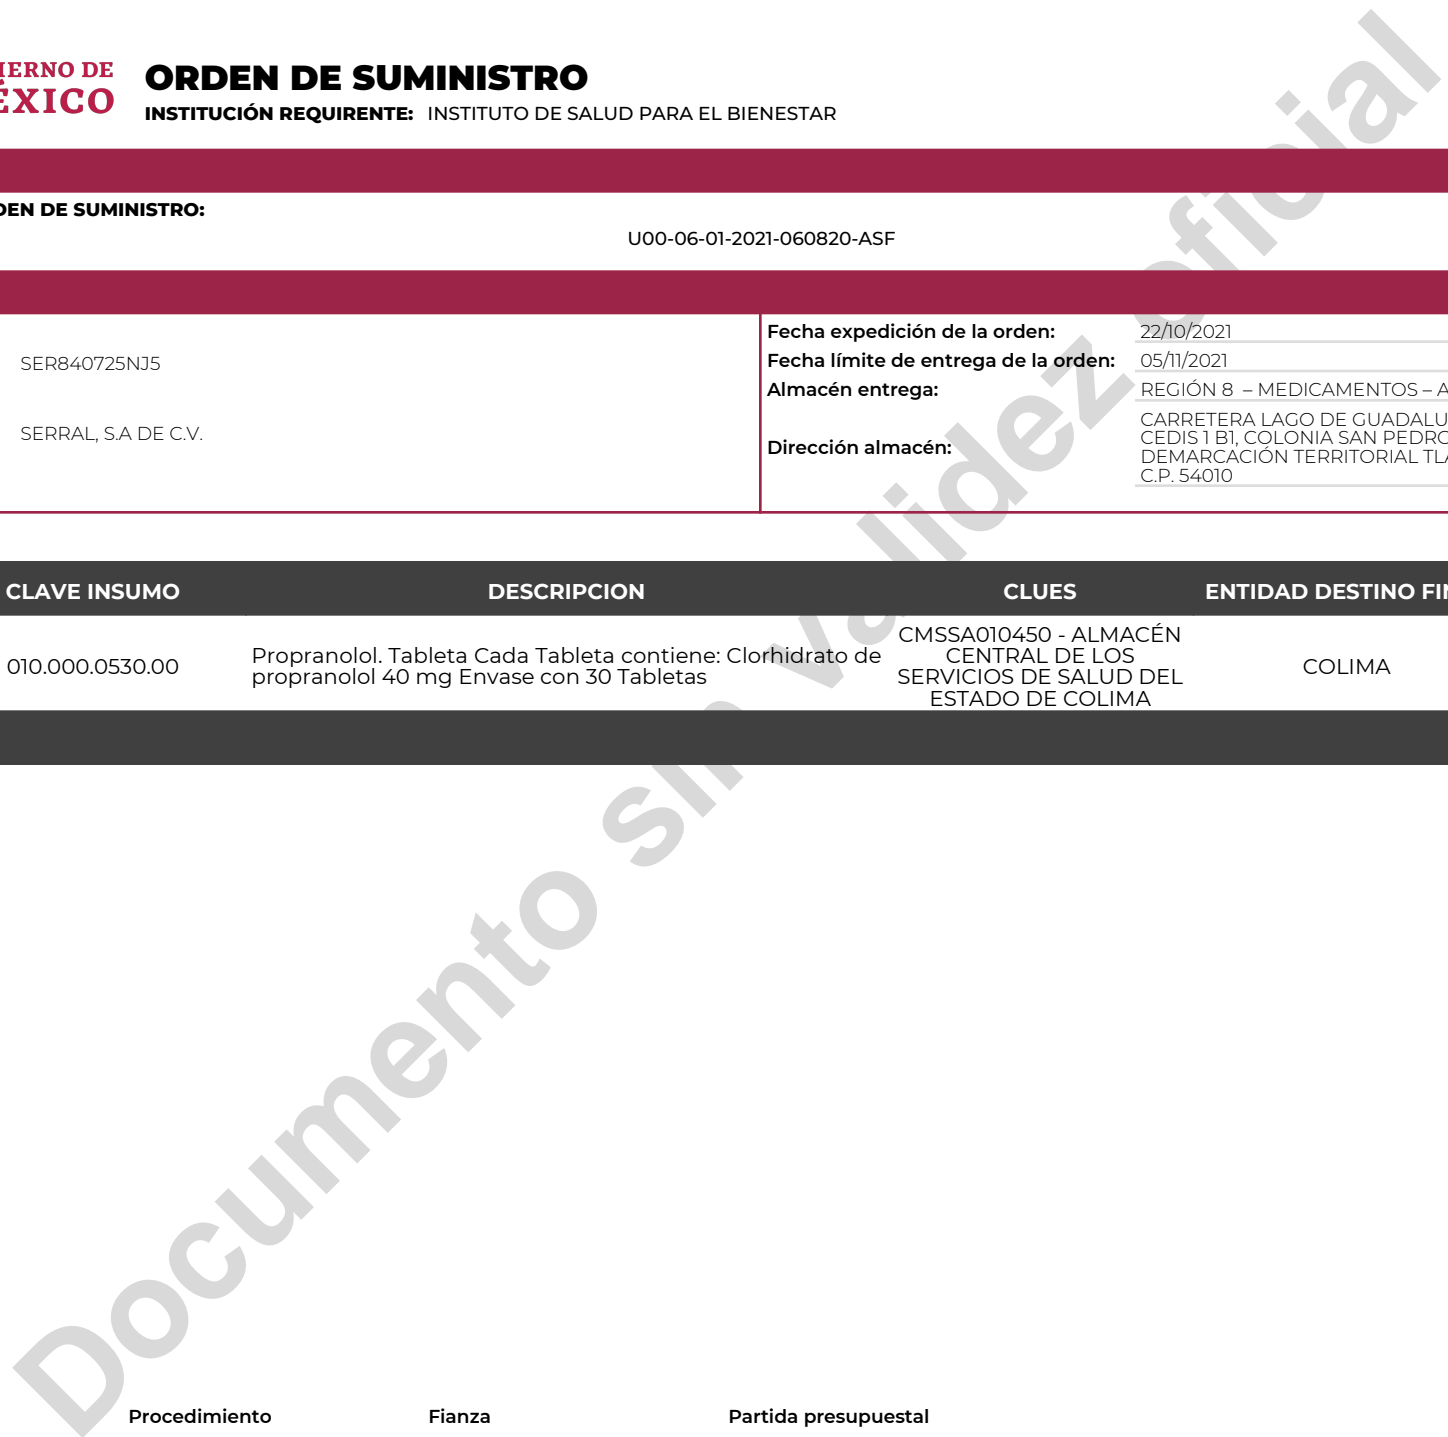 IERNO DE
ÉXICO
ORDEN DE SUMINISTRO
INSTITUCIÓN REQUIRENTE: INSTITUTO DE SALUD PARA EL BIENESTAR
DEN DE SUMINISTRO:
U00-06-01-2021-060820-ASF
SER840725NJ5
SERRAL, S.A DE C.V.
Fecha expedición de la orden: 22/10/2021
Fecha límite de entrega de la orden: 05/11/2021
Almacén entrega: REGIÓN 8 – MEDICAMENTOS – A
Dirección almacén: CARRETERA LAGO DE GUADALU
CEDIS 1 B1, COLONIA SAN PEDRO
DEMARCACIÓN TERRITORIAL TLA
C.P. 54010
CLAVE INSUMO DESCRIPCION CLUES ENTIDAD DESTINO FIN
010.000.0530.00
Propranolol. Tableta Cada Tableta contiene: Clorhidrato de
propranolol 40 mg Envase con 30 Tabletas
CMSSA010450 - ALMACÉN
CENTRAL DE LOS
SERVICIOS DE SALUD DEL
ESTADO DE COLIMA
COLIMA
Documento sin validez oficial
Procedimiento Fianza Partida presupuestal